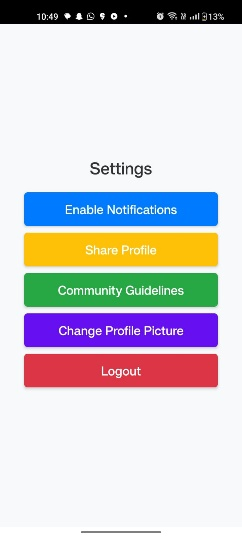 10:49
13%
Settings
Enable Notifications
Share Profile
Community Guidelines
Change Profile Picture
Logout